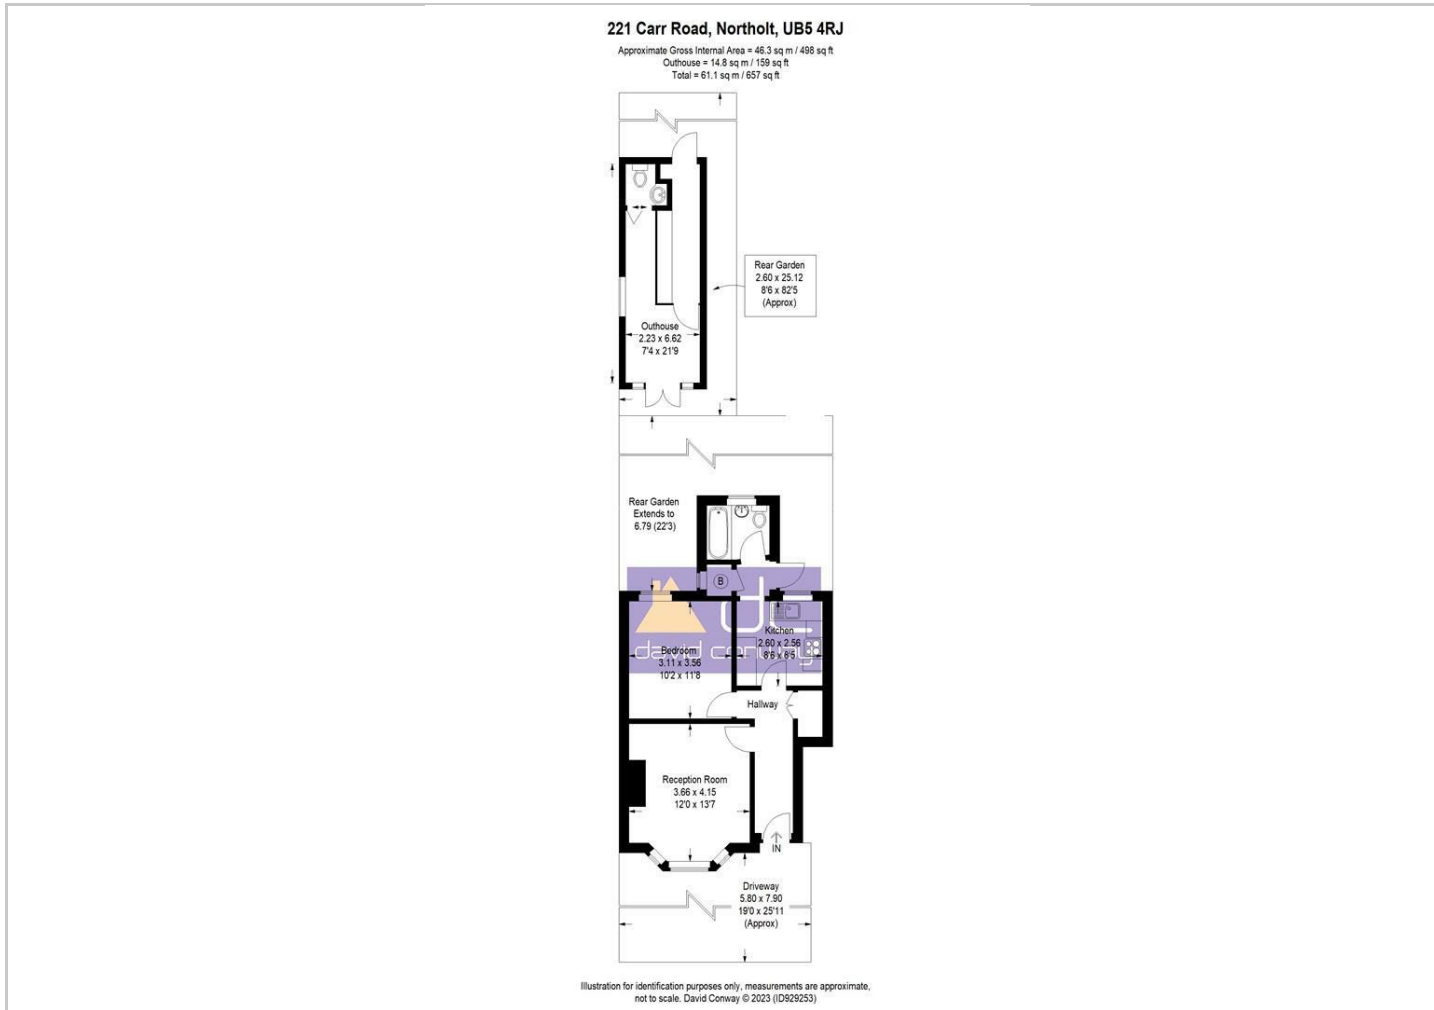 221 Carr Road, Northolt, UB5 4RJ
Approximate Gross Internal Area = 46.3 sq m / 498 sq ft
Outhouse = 14.8 sq m / 159 sq ft
Total = 61.1 sq m / 657 sq ft
Rear Garden
2.60 x 25.12
8'6 x 82'5
(Approx)
Outhouse
2.23 x 6.62
7'4 x 21'9
Rear Garden
Extends to
6.79 (22'3)
B
dc
david conway
Kitchen
2.60 x 2.56
8'6 x 8'5
Bedroom
3.11 x 3.56
10'2 x 11'8
Hallway
Reception Room
3.66 x 4.15
12'0 x 13'7
IN
Driveway
5.80 x 7.90
19'0 x 25'11
(Approx)
Illustration for identification purposes only, measurements are approximate,
not to scale. David Conway © 2023 (ID929253)